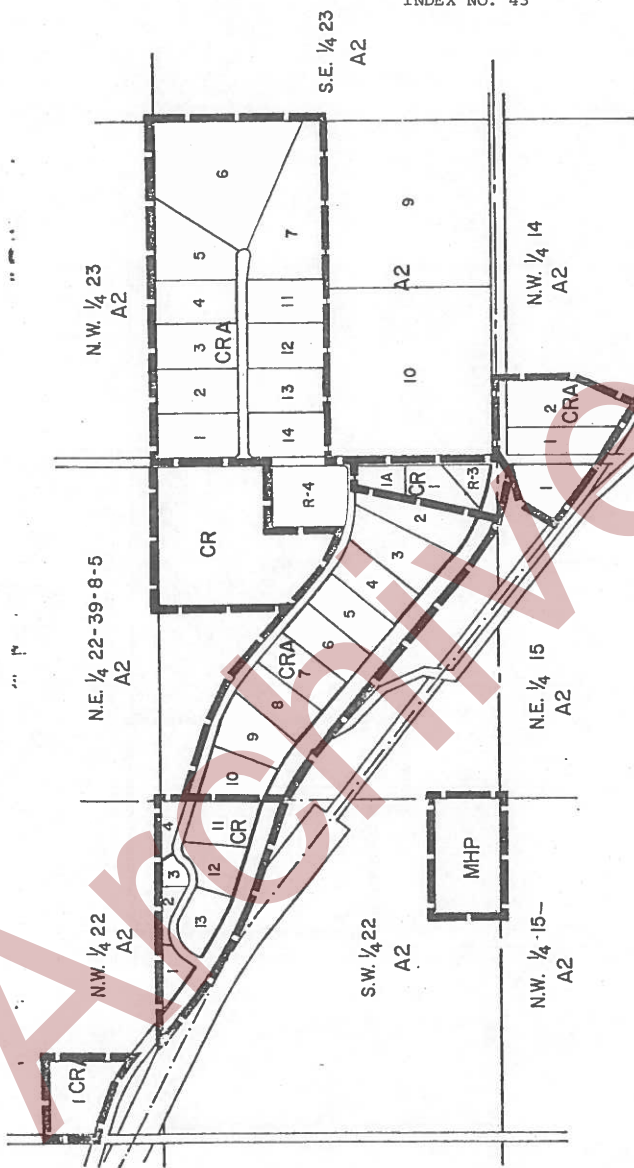 INDEX NO. 43
S.E. 1/4 23
A2
N.W. 1/4 23
A2
6
5
4
3
2
1
CRA
7
11
12
13
14
9
A2
10
N.W. 1/4 14
A2
2
CRA
1
1
CR
R-4
1A
CR
1
R-3
N.E. 1/4 22-39-8-5
A2
2
3
4
5
6
CRA
7
8
9
10
N.E. 1/4 15
A2
4
11
CR
3
12
2
13
1
N.W. 1/4 22
A2
S.W. 1/4 22
A2
MHP
N.W. 1/4 -15-
A2
1 CRA
Archive